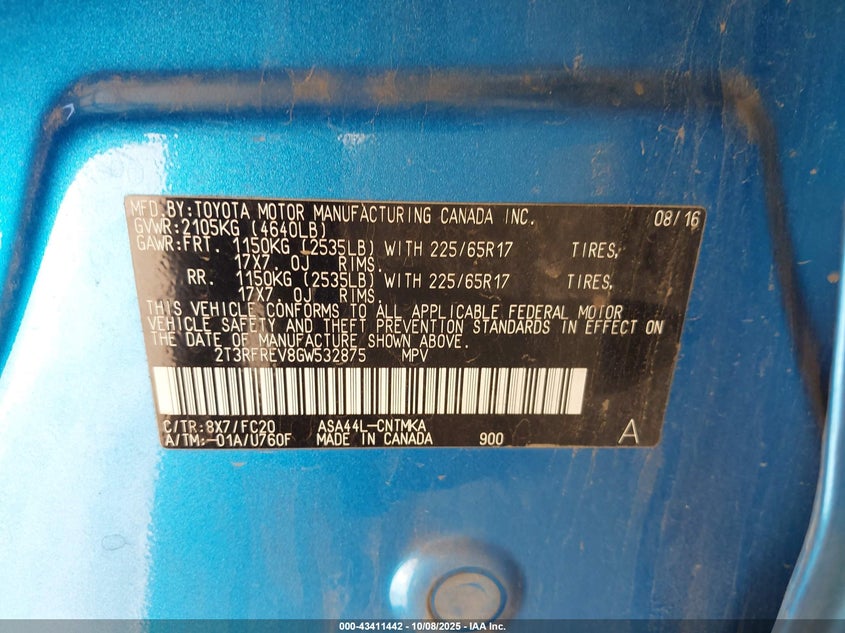 MFD.BY:TOYOTA MOTOR MANUFACTURING CANADA INC. 08/16
GVWR:2105KG (4640LB)
GAWR:FRT. 1150KG (2535LB) WITH 225/65R17 TIRES,
17X7. 0J RIMS.
RR. 1150KG (2535LB) WITH 225/65R17 TIRES,
17X7. 0J RIMS.
THIS VEHICLE CONFORMS TO ALL APPLICABLE FEDERAL MOTOR
VEHICLE SAFETY AND THEFT PREVENTION STANDARDS IN EFFECT ON
THE DATE OF MANUFACTURE SHOWN ABOVE.
2T3RFREV8GW532875 MPV
C/TR:8X7/FC20 ASA44L-CNTMKA
A/TM:-01A/U760F MADE IN CANADA 900 A
000-43411442 - 10/08/2025 - IAA Inc.